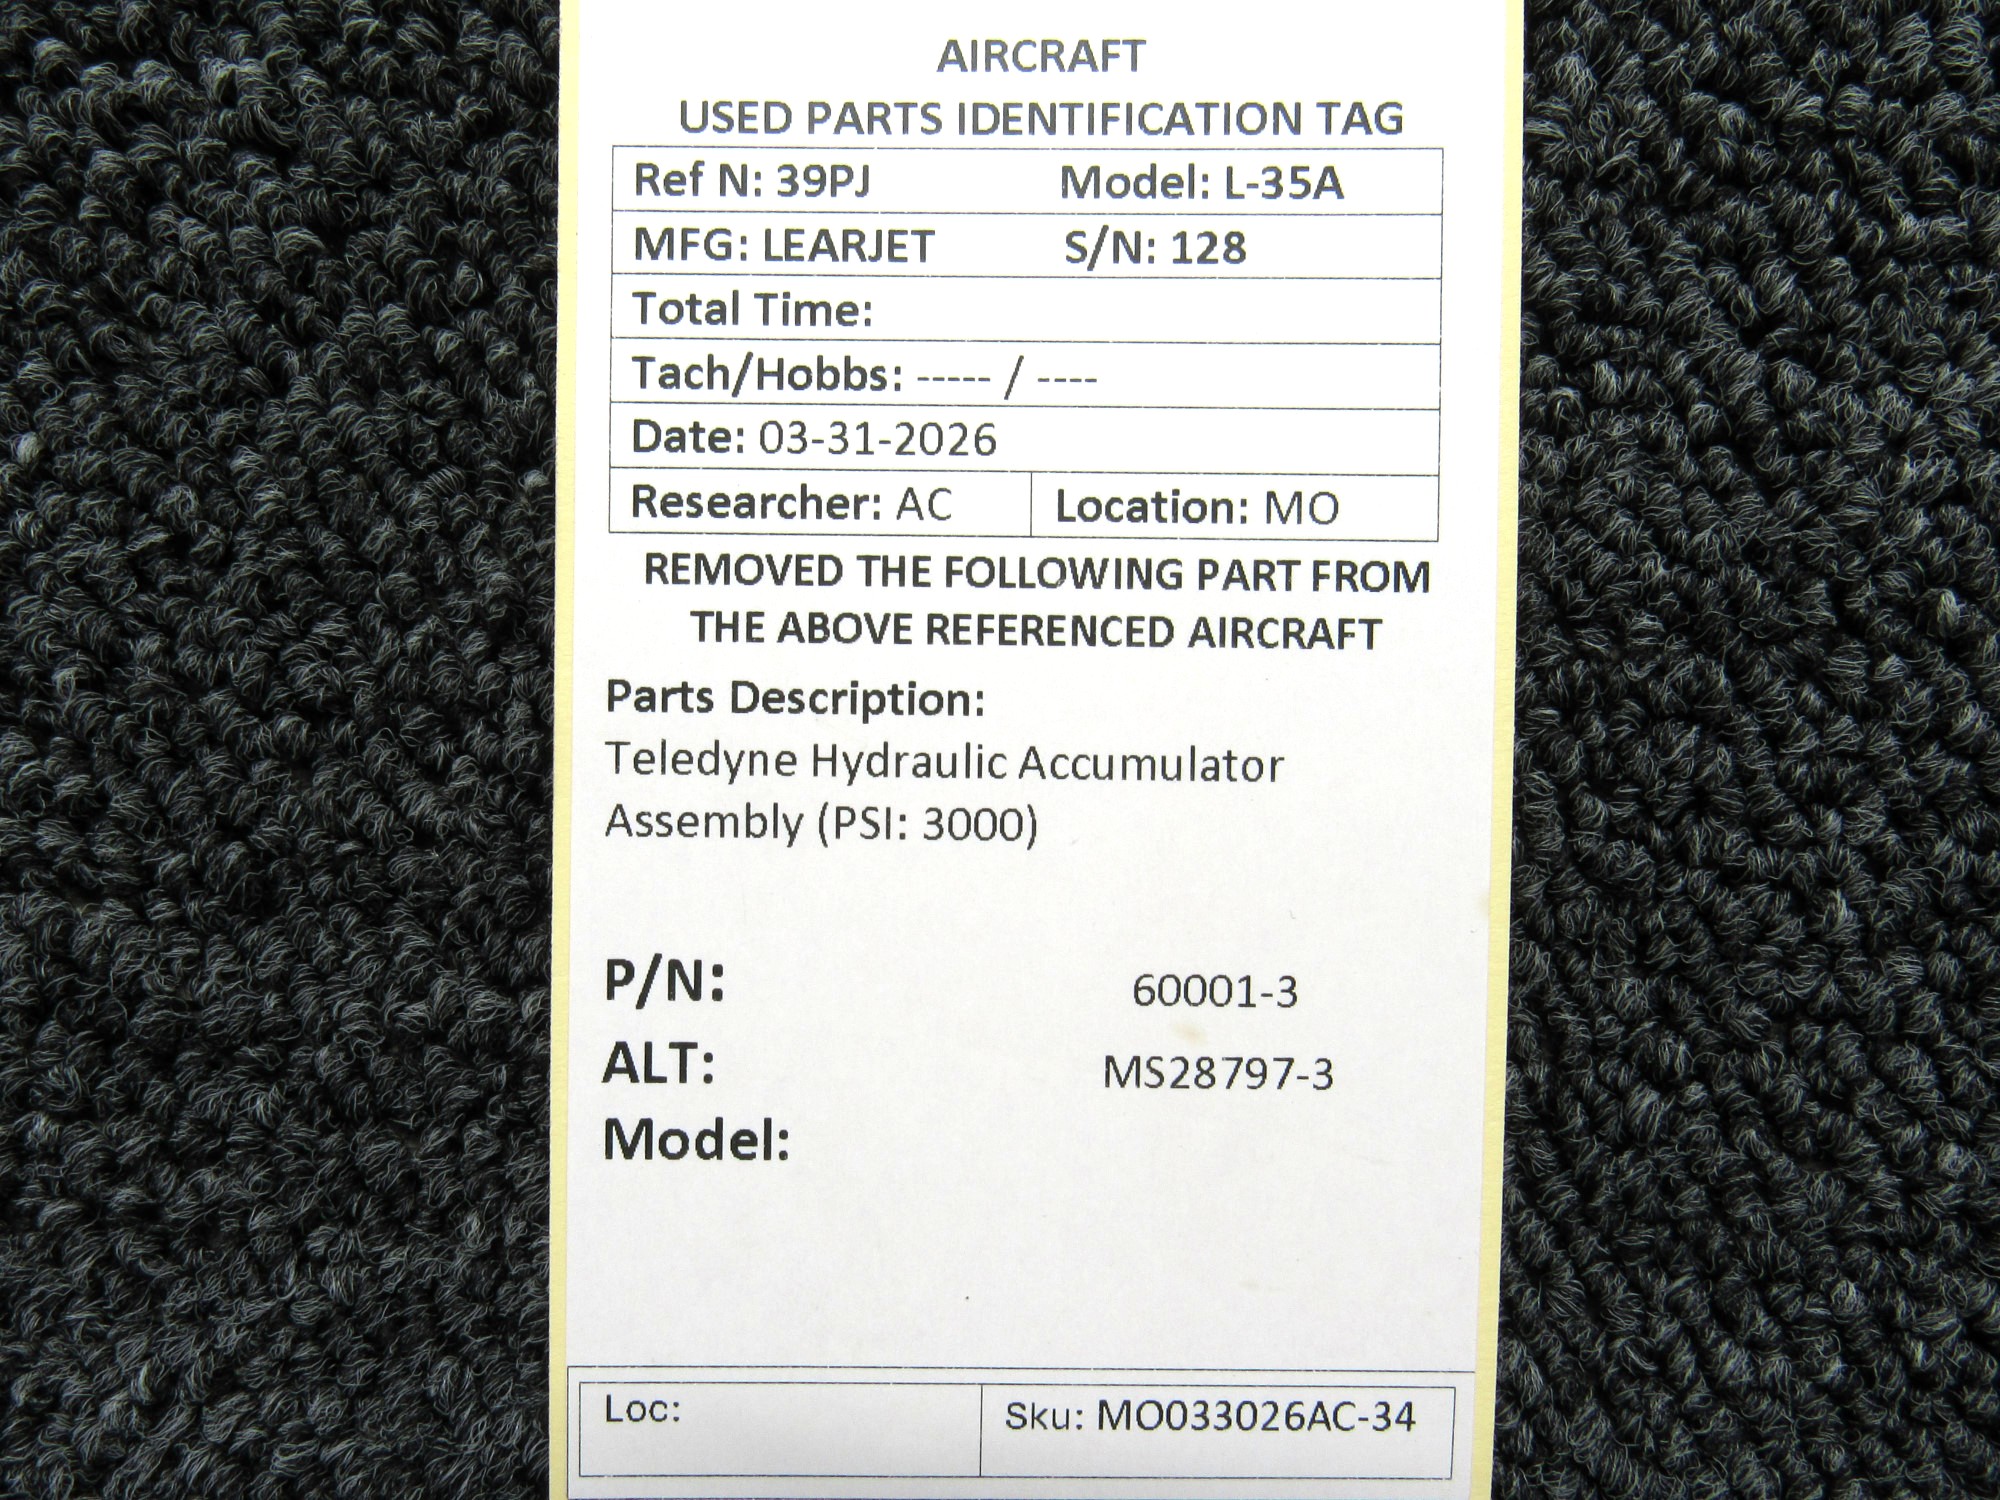 AIRCRAFT
USED PARTS IDENTIFICATION TAG
Ref N: 39PJ Model: L-35A
MFG: LEARJET S/N: 128
Total Time:
Tach/Hobbs: ----- / ----
Date: 03-31-2026
Researcher: AC Location: MO
REMOVED THE FOLLOWING PART FROM
THE ABOVE REFERENCED AIRCRAFT
Parts Description:
Teledyne Hydraulic Accumulator
Assembly (PSI: 3000)
P/N: 60001-3
ALT: MS28797-3
Model:
Loc: Sku: MO033026AC-34